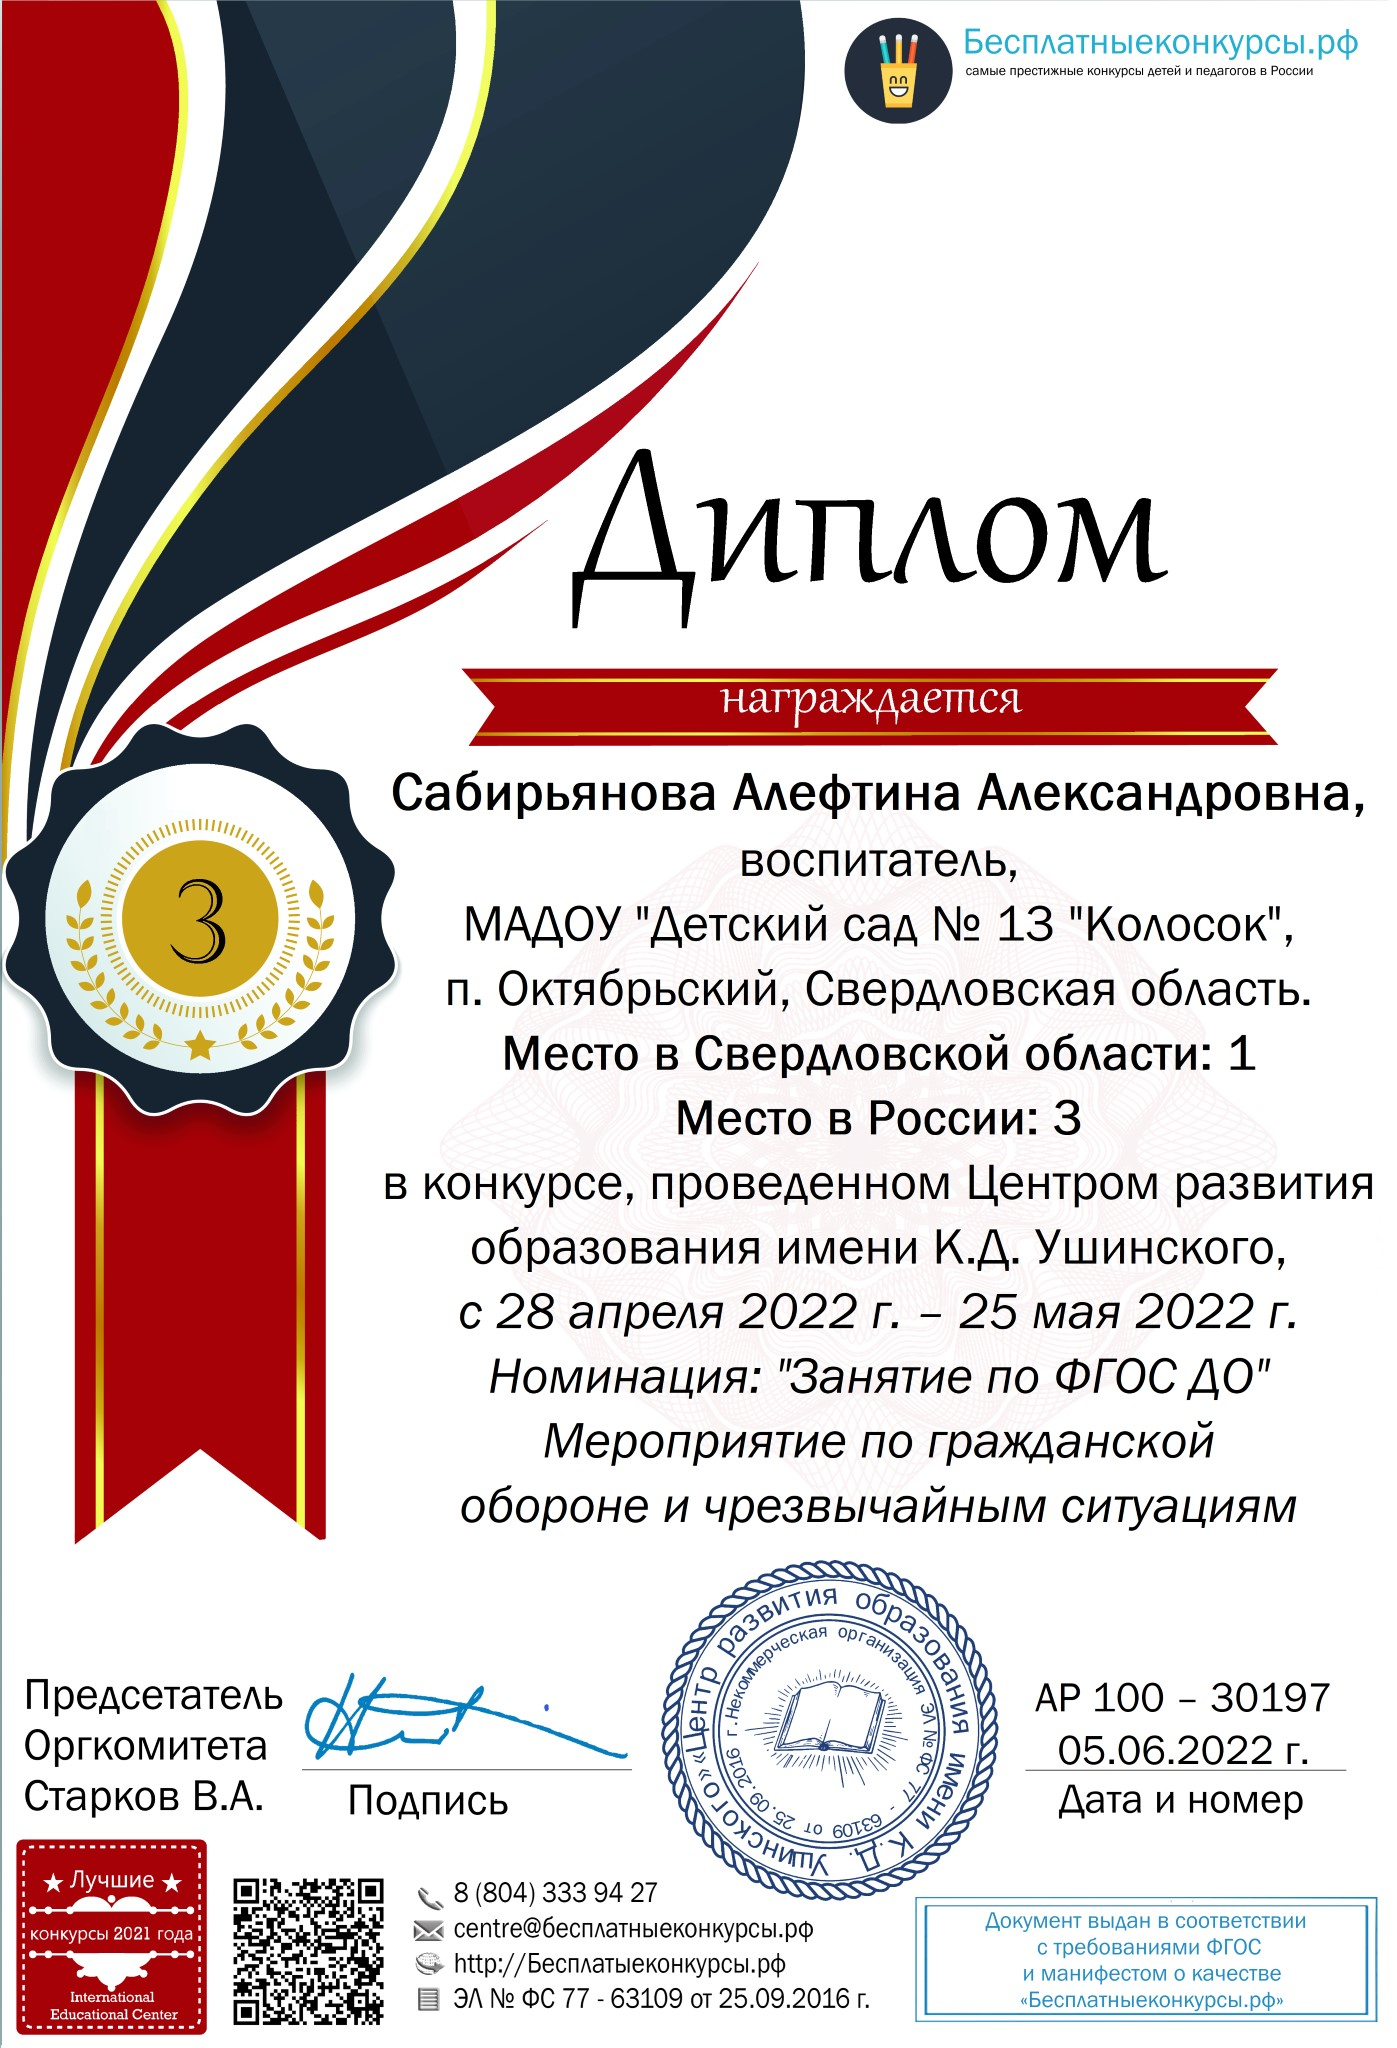 Бесплатныеконкурсы.рф
самые престижные конкурсы детей и педагогов в России
Диплом
награждается
3
Сабирьянова Алефтина Александровна,
воспитатель,
МАДОУ "Детский сад № 13 "Колосок",
п. Октябрьский, Свердловская область.
Место в Свердловской области: 1
Место в России: 3
в конкурсе, проведенном Центром развития
образования имени К.Д. Ушинского,
с 28 апреля 2022 г. – 25 мая 2022 г.
Номинация: "Занятие по ФГОС ДО"
Мероприятие по гражданской
обороне и чрезвычайным ситуациям
Предсетатель
Оргкомитета
Старков В.А.
Подпись
«Центр развития образования имени К.Д. Ушинского»
Некоммерческая организация ЭЛ № ФС 77 - 63109 от 25.09.2016 г.
АР 100 – 30197
05.06.2022 г.
Дата и номер
Лучшие
конкурсы 2021 года
International
Educational Center
8 (804) 333 94 27
centre@бесплатныеконкурсы.рф
http://Бесплатыеконкурсы.рф
ЭЛ № ФС 77 - 63109 от 25.09.2016 г.
Документ выдан в соответствии
с требованиями ФГОС
и манифестом о качестве
«Бесплатныеконкурсы.рф»